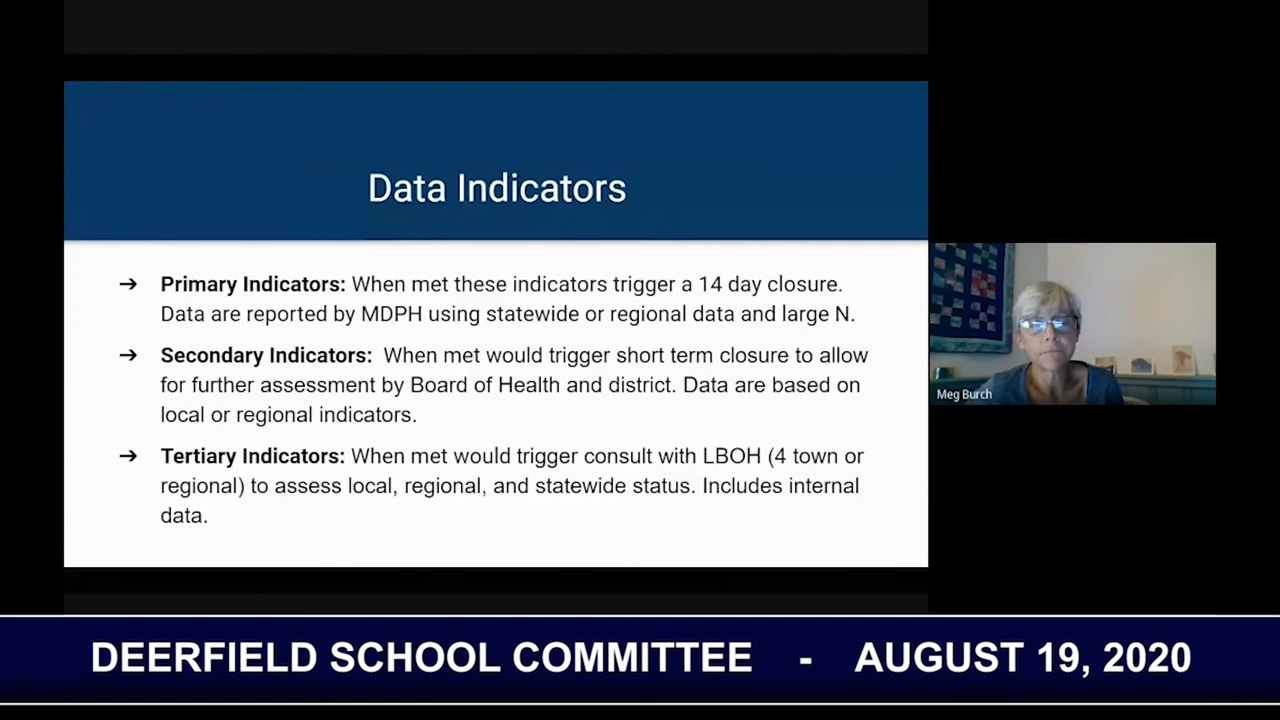 Data Indicators
➔ Primary Indicators: When met these indicators trigger a 14 day closure.
Data are reported by MDPH using statewide or regional data and large N.
➔ Secondary Indicators: When met would trigger short term closure to allow
for further assessment by Board of Health and district. Data are based on
local or regional indicators.
➔ Tertiary Indicators: When met would trigger consult with LBOH (4 town or
regional) to assess local, regional, and statewide status. Includes internal
data.
Meg Burch
DEERFIELD SCHOOL COMMITTEE - AUGUST 19, 2020